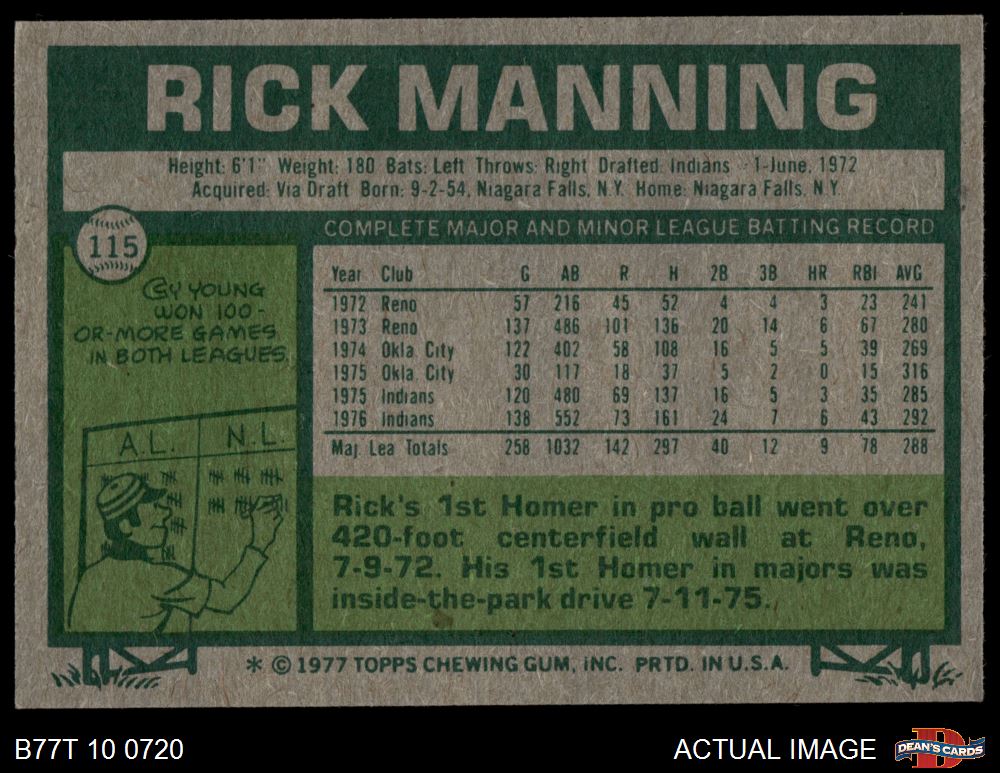 RICK MANNING
Height: 6'1" Weight: 180 Bats: Left Throws: Right Drafted: Indians - 1-June, 1972
Acquired: Via Draft Born: 9-2-54, Niagara Falls, N.Y. Home: Niagara Falls, N.Y.
115
COMPLETE MAJOR AND MINOR LEAGUE BATTING RECORD
CY YOUNG
WON 100-
OR-MORE GAMES
IN BOTH LEAGUES.
A.L. N.L.
Year Club G AB R H 2B 3B HR RBI AVG
1972 Reno 57 216 45 52 4 4 3 23 241
1973 Reno 137 486 101 136 20 14 6 67 280
1974 Okla. City 122 402 58 108 16 5 5 39 269
1975 Okla. City 30 117 18 37 5 2 0 15 316
1975 Indians 120 480 69 137 16 5 3 35 285
1976 Indians 138 552 73 161 24 7 6 43 292
Maj. Lea. Totals 258 1032 142 297 40 12 9 78 288
Rick's 1st Homer in pro ball went over
420-foot centerfield wall at Reno,
7-9-72. His 1st Homer in majors was
inside-the-park drive 7-11-75.
* © 1977 TOPPS CHEWING GUM, INC. PRTD. IN U.S.A.
B77T 10 0720
ACTUAL IMAGE
DEAN'S CARDS